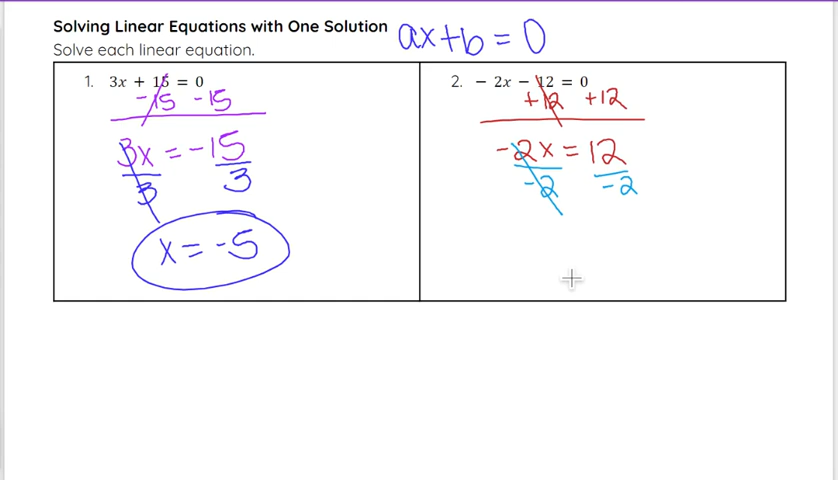 Solving Linear Equations with One Solution
ax+b=0
Solve each linear equation.
1. 3x + 15 = 0
-15 -15
3x = -15
3 3
x = -5
2. − 2x − 12 = 0
+12 +12
-2x = 12
-2 -2